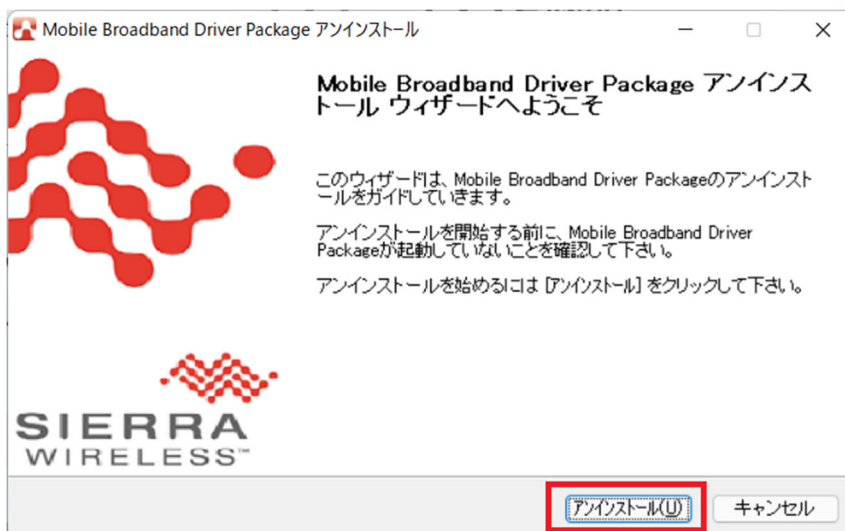 Mobile Broadband Driver Package アンインストール
Mobile Broadband Driver Package アンインス
トール ウィザードへようこそ
このウィザードは、Mobile Broadband Driver Packageのアンインスト
ールをガイドしていきます。
アンインストールを開始する前に、Mobile Broadband Driver
Packageが起動していないことを確認して下さい。
アンインストールを始めるには [アンインストール] をクリックして下さい。
SIERRA
WIRELESS™
アンインストール(U)
キャンセル